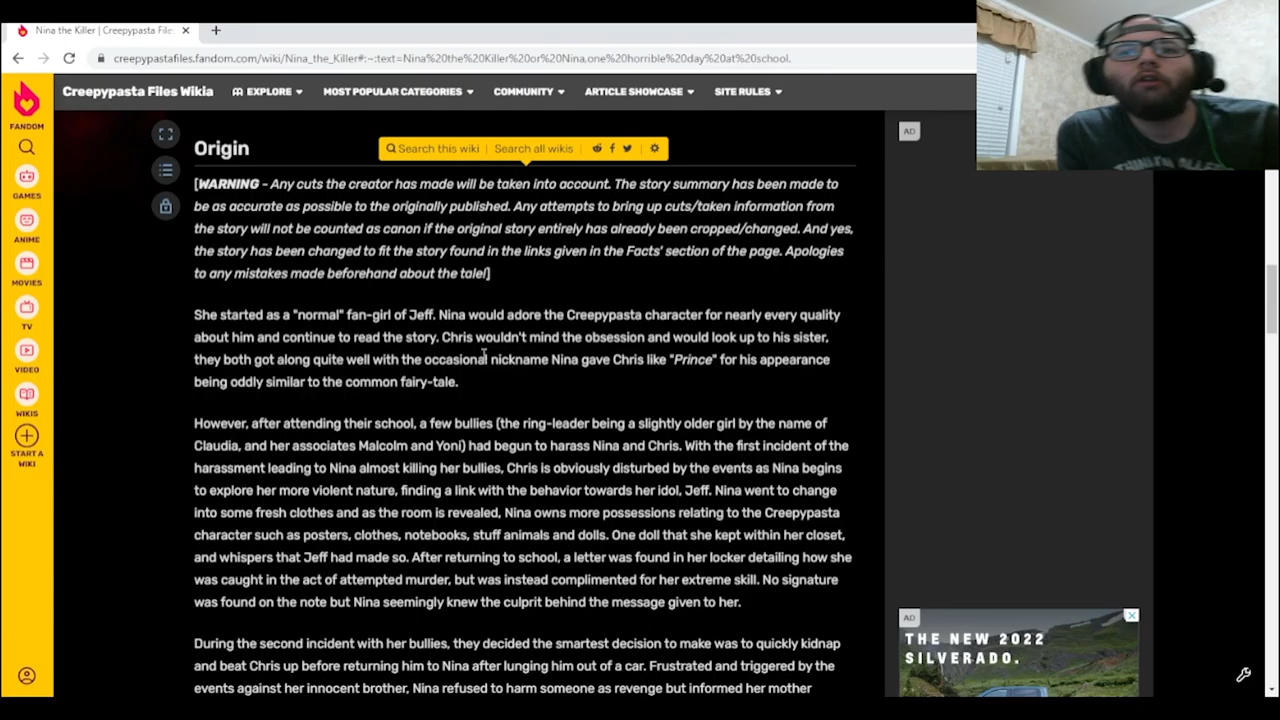 Nina the Killer | Creepypasta File:
creepypastafiles.fandom.com/wiki/Nina_the_Killer#:~:text=Nina%20the%20Killer%20or%20Nina,one%20horrible%20day%20at%20school.
FANDOM
GAMES
ANIME
MOVIES
TV
VIDEO
WIKIS
START A
WIKI
Creepypasta Files Wikia
EXPLORE
MOST POPULAR CATEGORIES
COMMUNITY
ARTICLE SHOWCASE
SITE RULES
Origin
Search this wiki | Search all wikis
[WARNING - Any cuts the creator has made will be taken into account. The story summary has been made to
be as accurate as possible to the originally published. Any attempts to bring up cuts/taken information from
the story will not be counted as canon if the original story entirely has already been cropped/changed. And yes,
the story has been changed to fit the story found in the links given in the Facts' section of the page. Apologies
to any mistakes made beforehand about the tale!]
She started as a "normal" fan-girl of Jeff. Nina would adore the Creepypasta character for nearly every quality
about him and continue to read the story. Chris wouldn't mind the obsession and would look up to his sister,
they both got along quite well with the occasional nickname Nina gave Chris like "Prince" for his appearance
being oddly similar to the common fairy-tale.
However, after attending their school, a few bullies (the ring-leader being a slightly older girl by the name of
Claudia, and her associates Malcolm and Yoni) had begun to harass Nina and Chris. With the first incident of the
harassment leading to Nina almost killing her bullies, Chris is obviously disturbed by the events as Nina begins
to explore her more violent nature, finding a link with the behavior towards her idol, Jeff. Nina went to change
into some fresh clothes and as the room is revealed, Nina owns more possessions relating to the Creepypasta
character such as posters, clothes, notebooks, stuff animals and dolls. One doll that she kept within her closet,
and whispers that Jeff had made so. After returning to school, a letter was found in her locker detailing how she
was caught in the act of attempted murder, but was instead complimented for her extreme skill. No signature
was found on the note but Nina seemingly knew the culprit behind the message given to her.
During the second incident with her bullies, they decided the smartest decision to make was to quickly kidnap
and beat Chris up before returning him to Nina after lunging him out of a car. Frustrated and triggered by the
events against her innocent brother, Nina refused to harm someone as revenge but informed her mother
AD
AD
THE NEW 2022
SILVERADO.